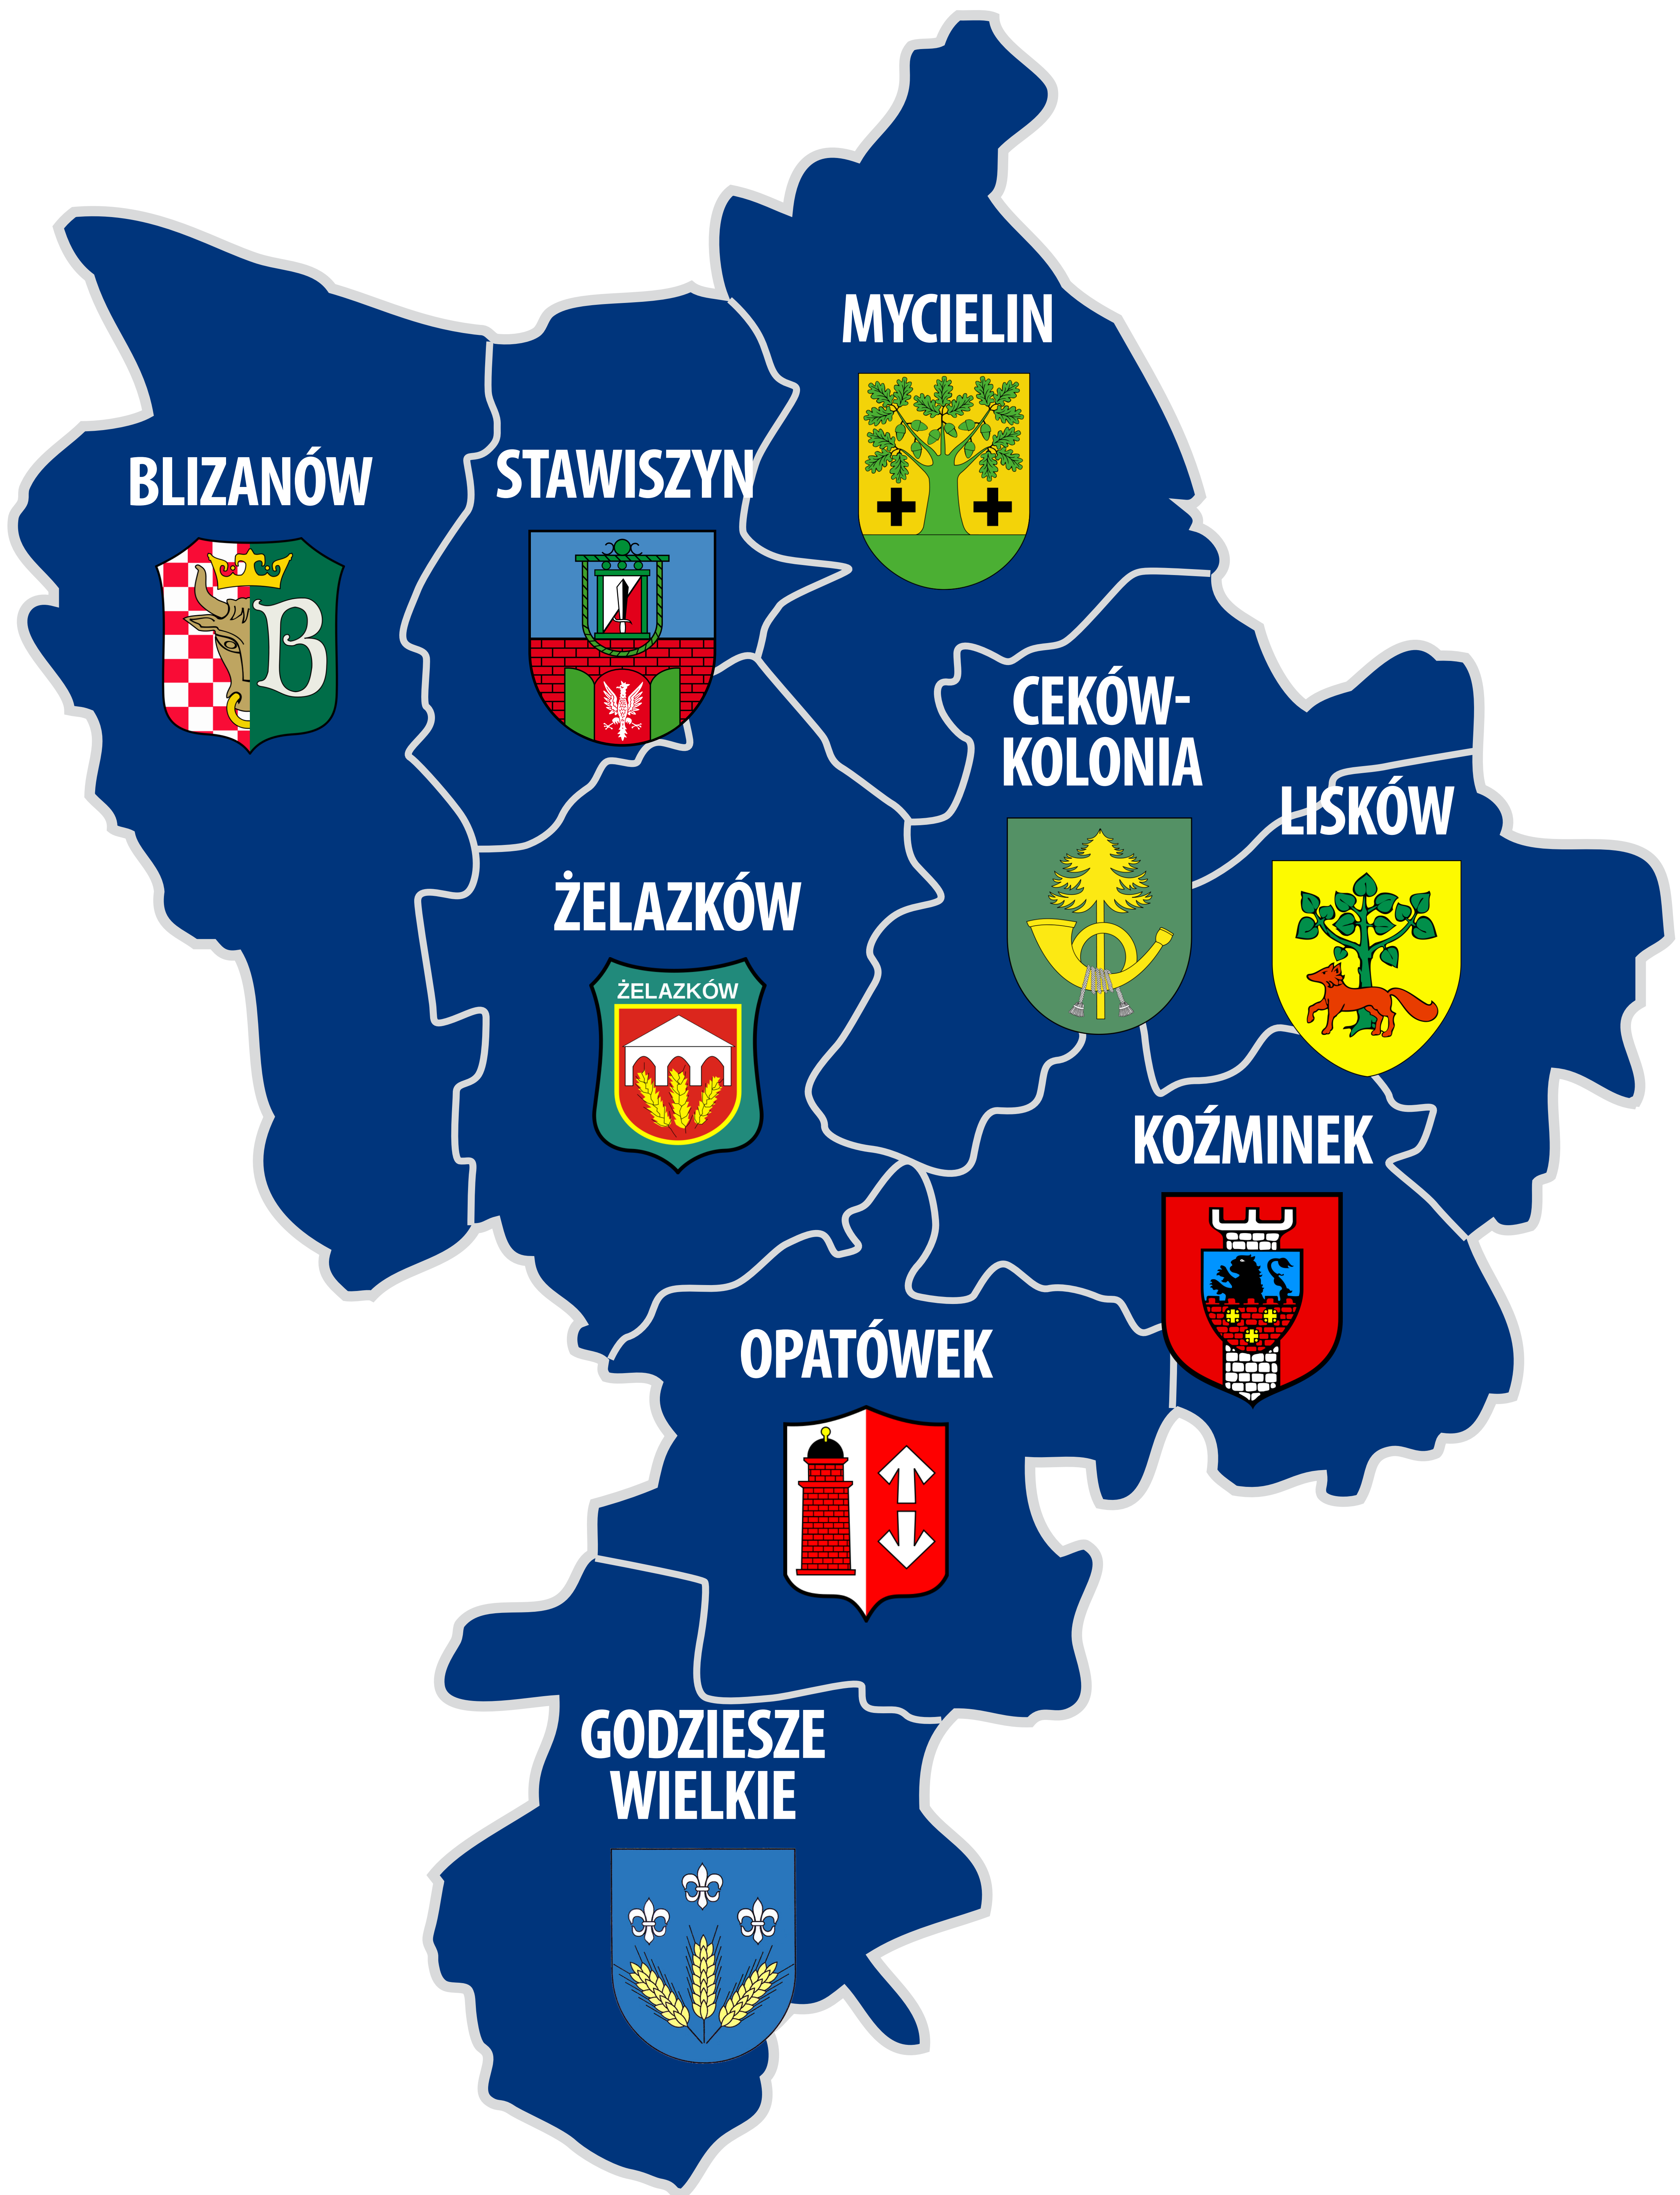 MYCIELIN
BLIZANÓW
STAWISZYN
B
CEKÓW-
KOLONIA
LISKÓW
ŻELAZKÓW
ŻELAZKÓW
KOŹMINEK
OPATÓWEK
GODZIESZE
WIELKIE